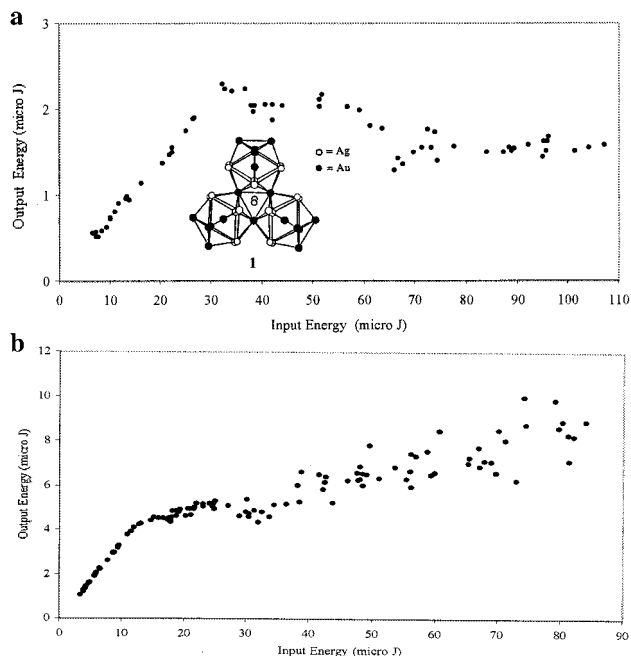 a
3
2
1
0
Output Energy (micro J)
= Ag
= Au
8
1
0 10 20 30 40 50 60 70 80 90 100 110
Input Energy (micro J)
b
12
10
8
6
4
2
0
Output Energy (micro J)
0 10 20 30 40 50 60 70 80 90
Input Energy (micro J)